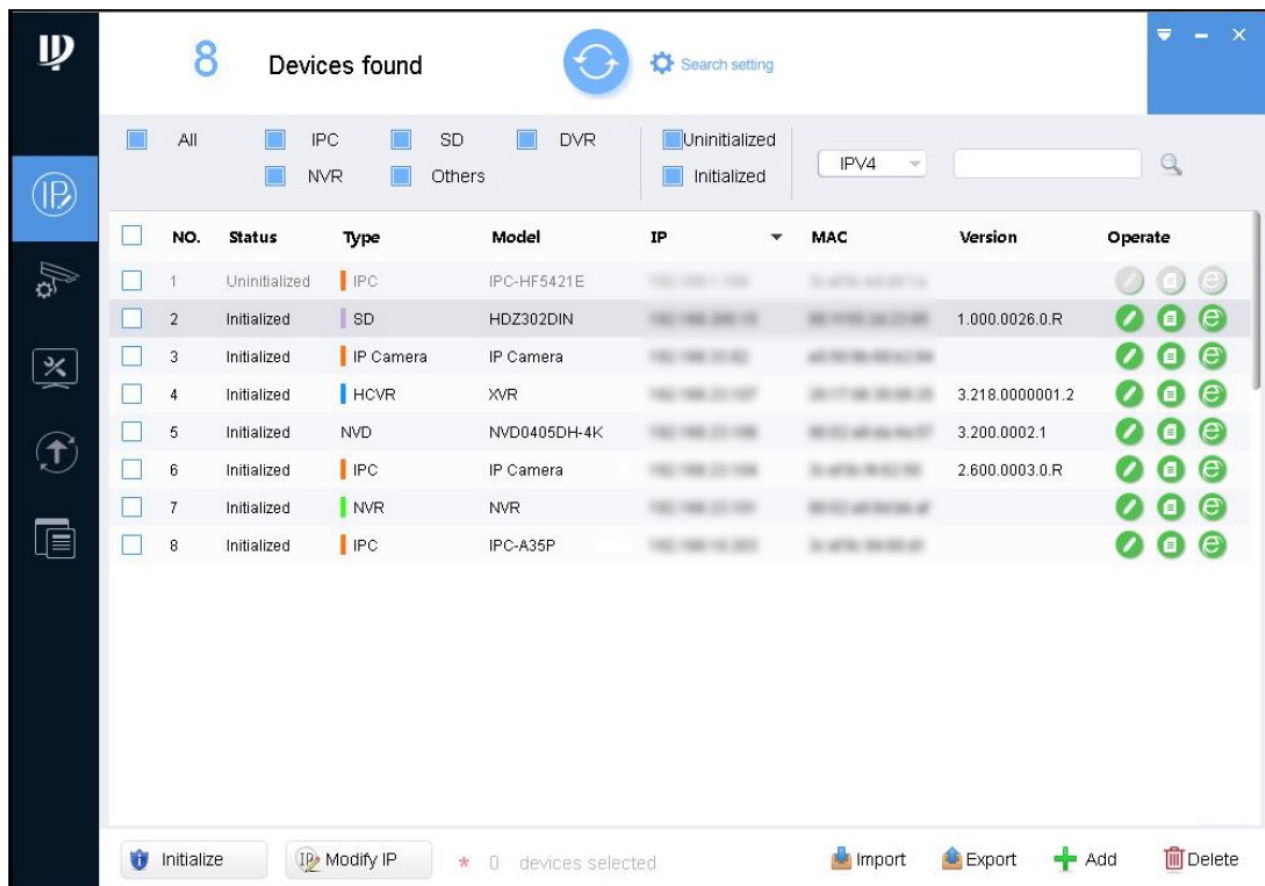 8 Devices found Search setting
All IPC SD DVR Uninitialized
NVR Others Initialized IPV4
NO. Status Type Model IP MAC Version Operate
1 Uninitialized IPC IPC-HF5421E
2 Initialized SD HDZ302DIN 1.000.0026.0.R
3 Initialized IP Camera IP Camera
4 Initialized HCVR XVR 3.218.0000001.2
5 Initialized NVD NVD0405DH-4K 3.200.0002.1
6 Initialized IPC IP Camera 2.600.0003.0.R
7 Initialized NVR NVR
8 Initialized IPC IPC-A35P
Initialize IP Modify IP * 0 devices selected Import Export Add Delete